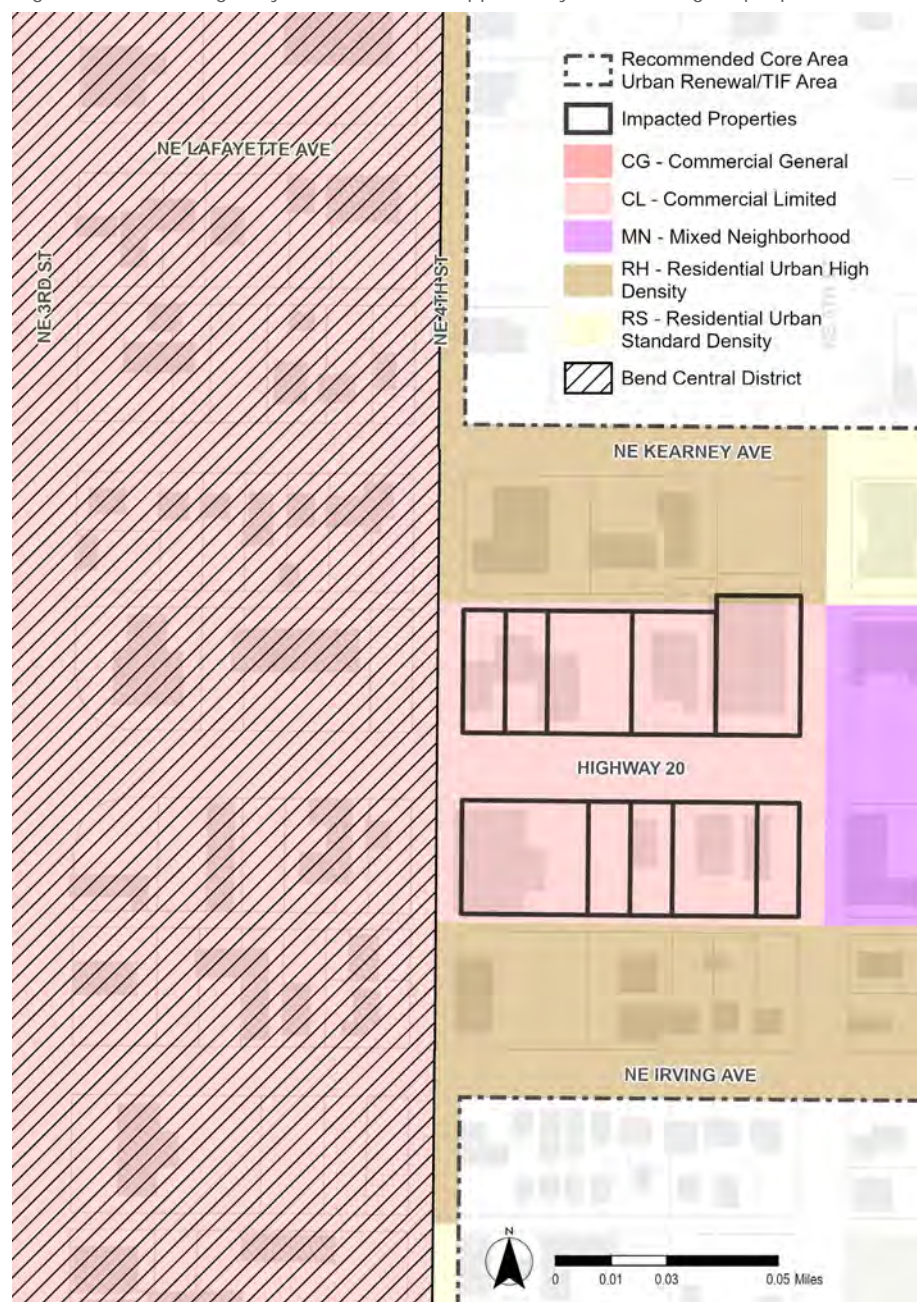 Recommended Core Area
Urban Renewal/TIF Area
Impacted Properties
CG - Commercial General
CL - Commercial Limited
MN - Mixed Neighborhood
RH - Residential Urban High
Density
RS - Residential Urban
Standard Density
Bend Central District
NE LAFAYETTE AVE
NE 3RD ST
NE 4TH ST
NE KEARNEY AVE
HIGHWAY 20
NE IRVING AVE
N
0 0.01 0.03 0.05 Miles